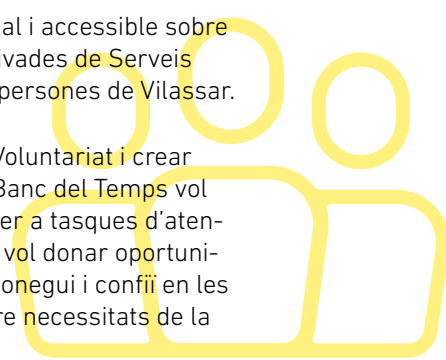 al i accessible sobre
ivades de Serveis
persones de Vilassar.
Voluntariat i crear
Banc del Temps vol
er a tasques d'aten-
vol donar oportuni-
onegui i confiï en les
re necessitats de la